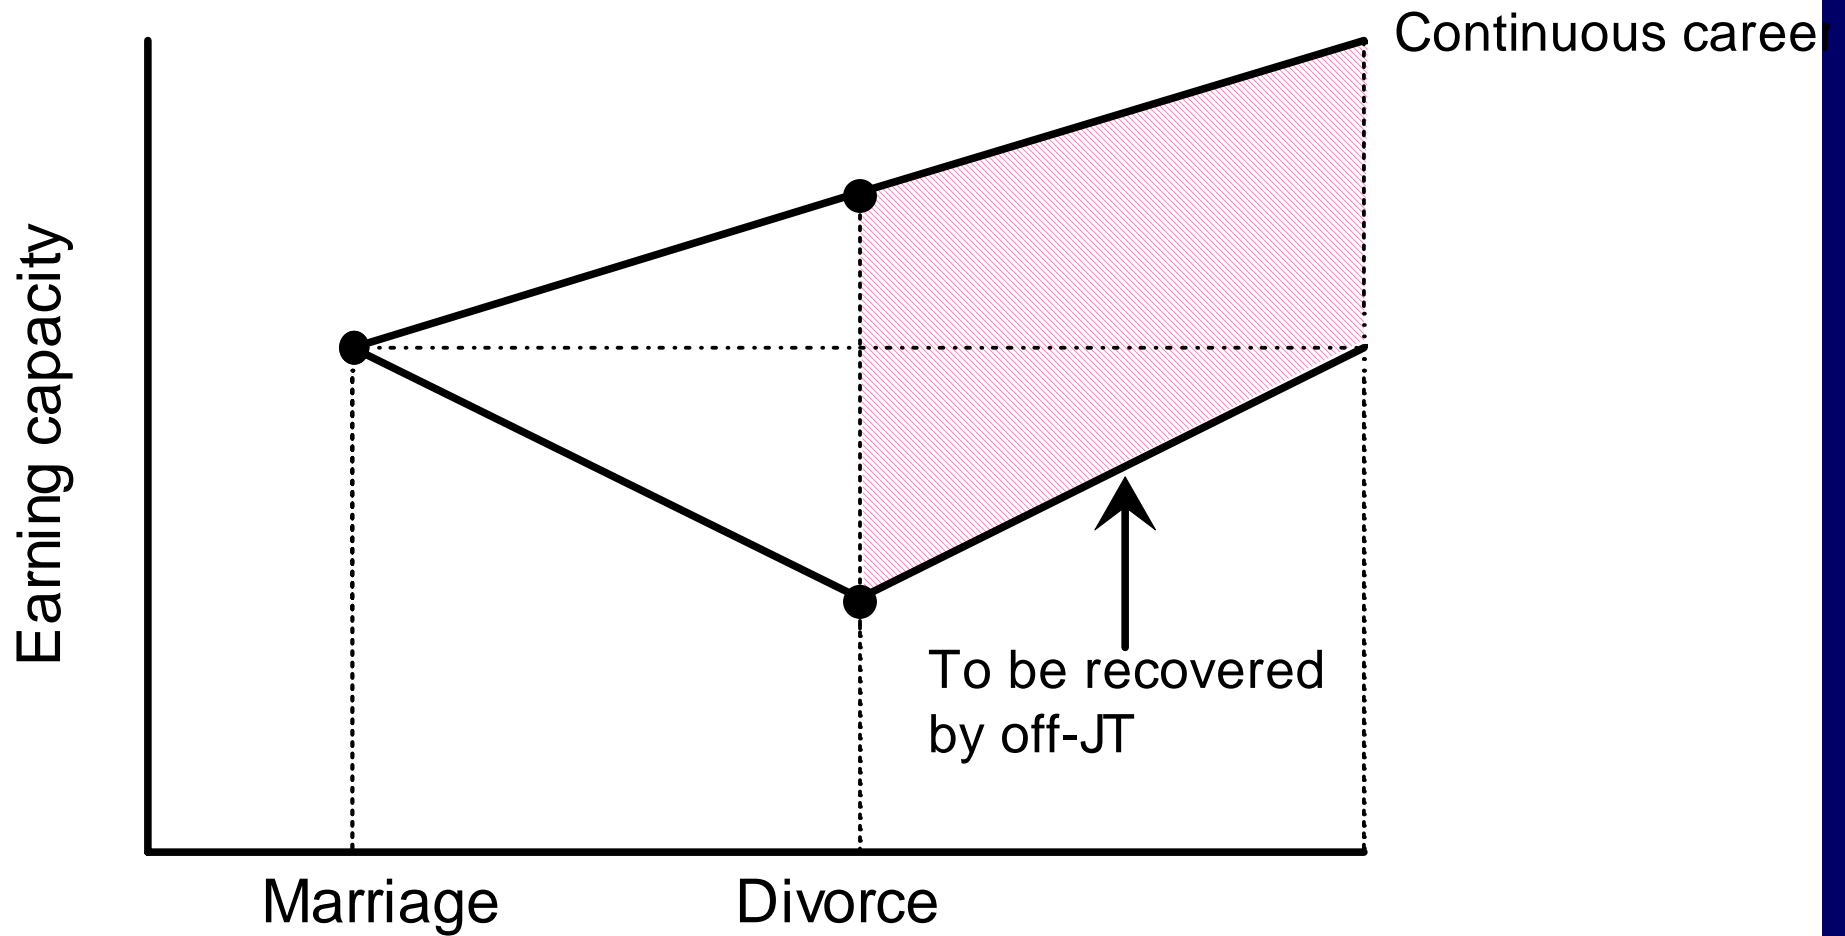 Continuous career
Earning capacity
To be recovered
by off-JT
Marriage
Divorce